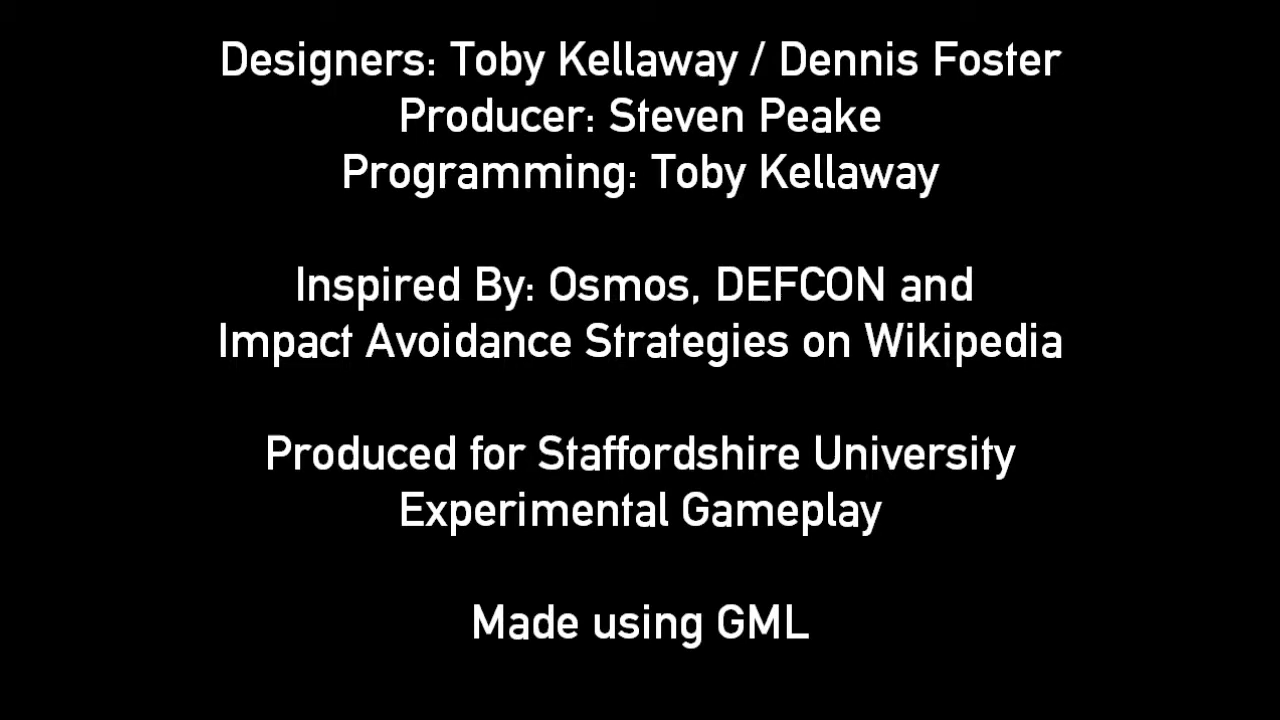 Designers: Toby Kellaway / Dennis Foster
Producer: Steven Peake
Programming: Toby Kellaway
Inspired By: Osmos, DEFCON and
Impact Avoidance Strategies on Wikipedia
Produced for Staffordshire University
Experimental Gameplay
Made using GML